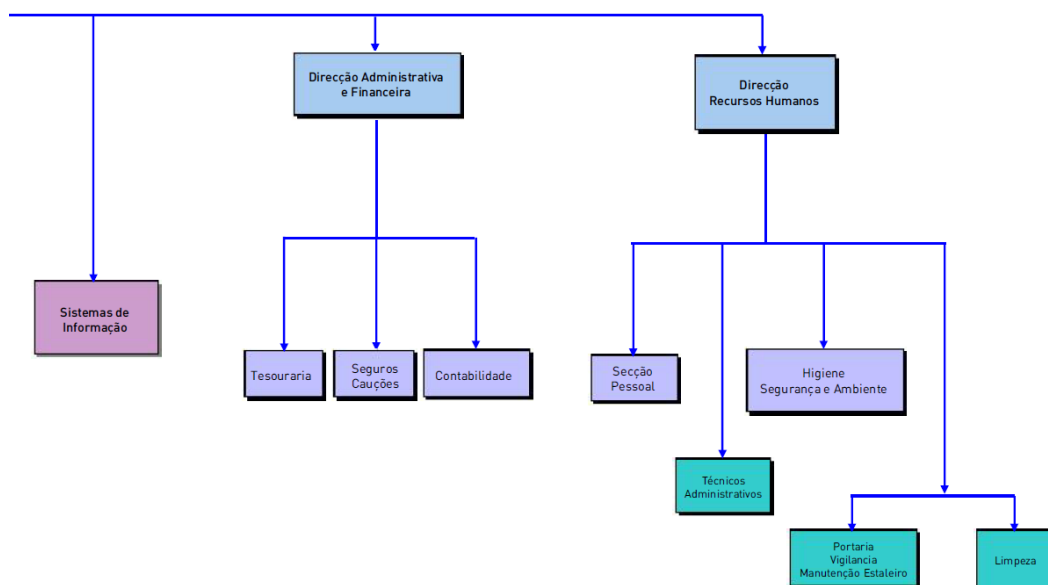 Direcção Administrativa
e Financeira
Direcção
Recursos Humanos
Sistemas de
Informação
Tesouraria
Seguros
Cauções
Contabilidade
Secção
Pessoal
Higiene
Segurança e Ambiente
Técnicos
Administrativos
Portaria
Vigilancia
Manutenção Estaleiro
Limpeza